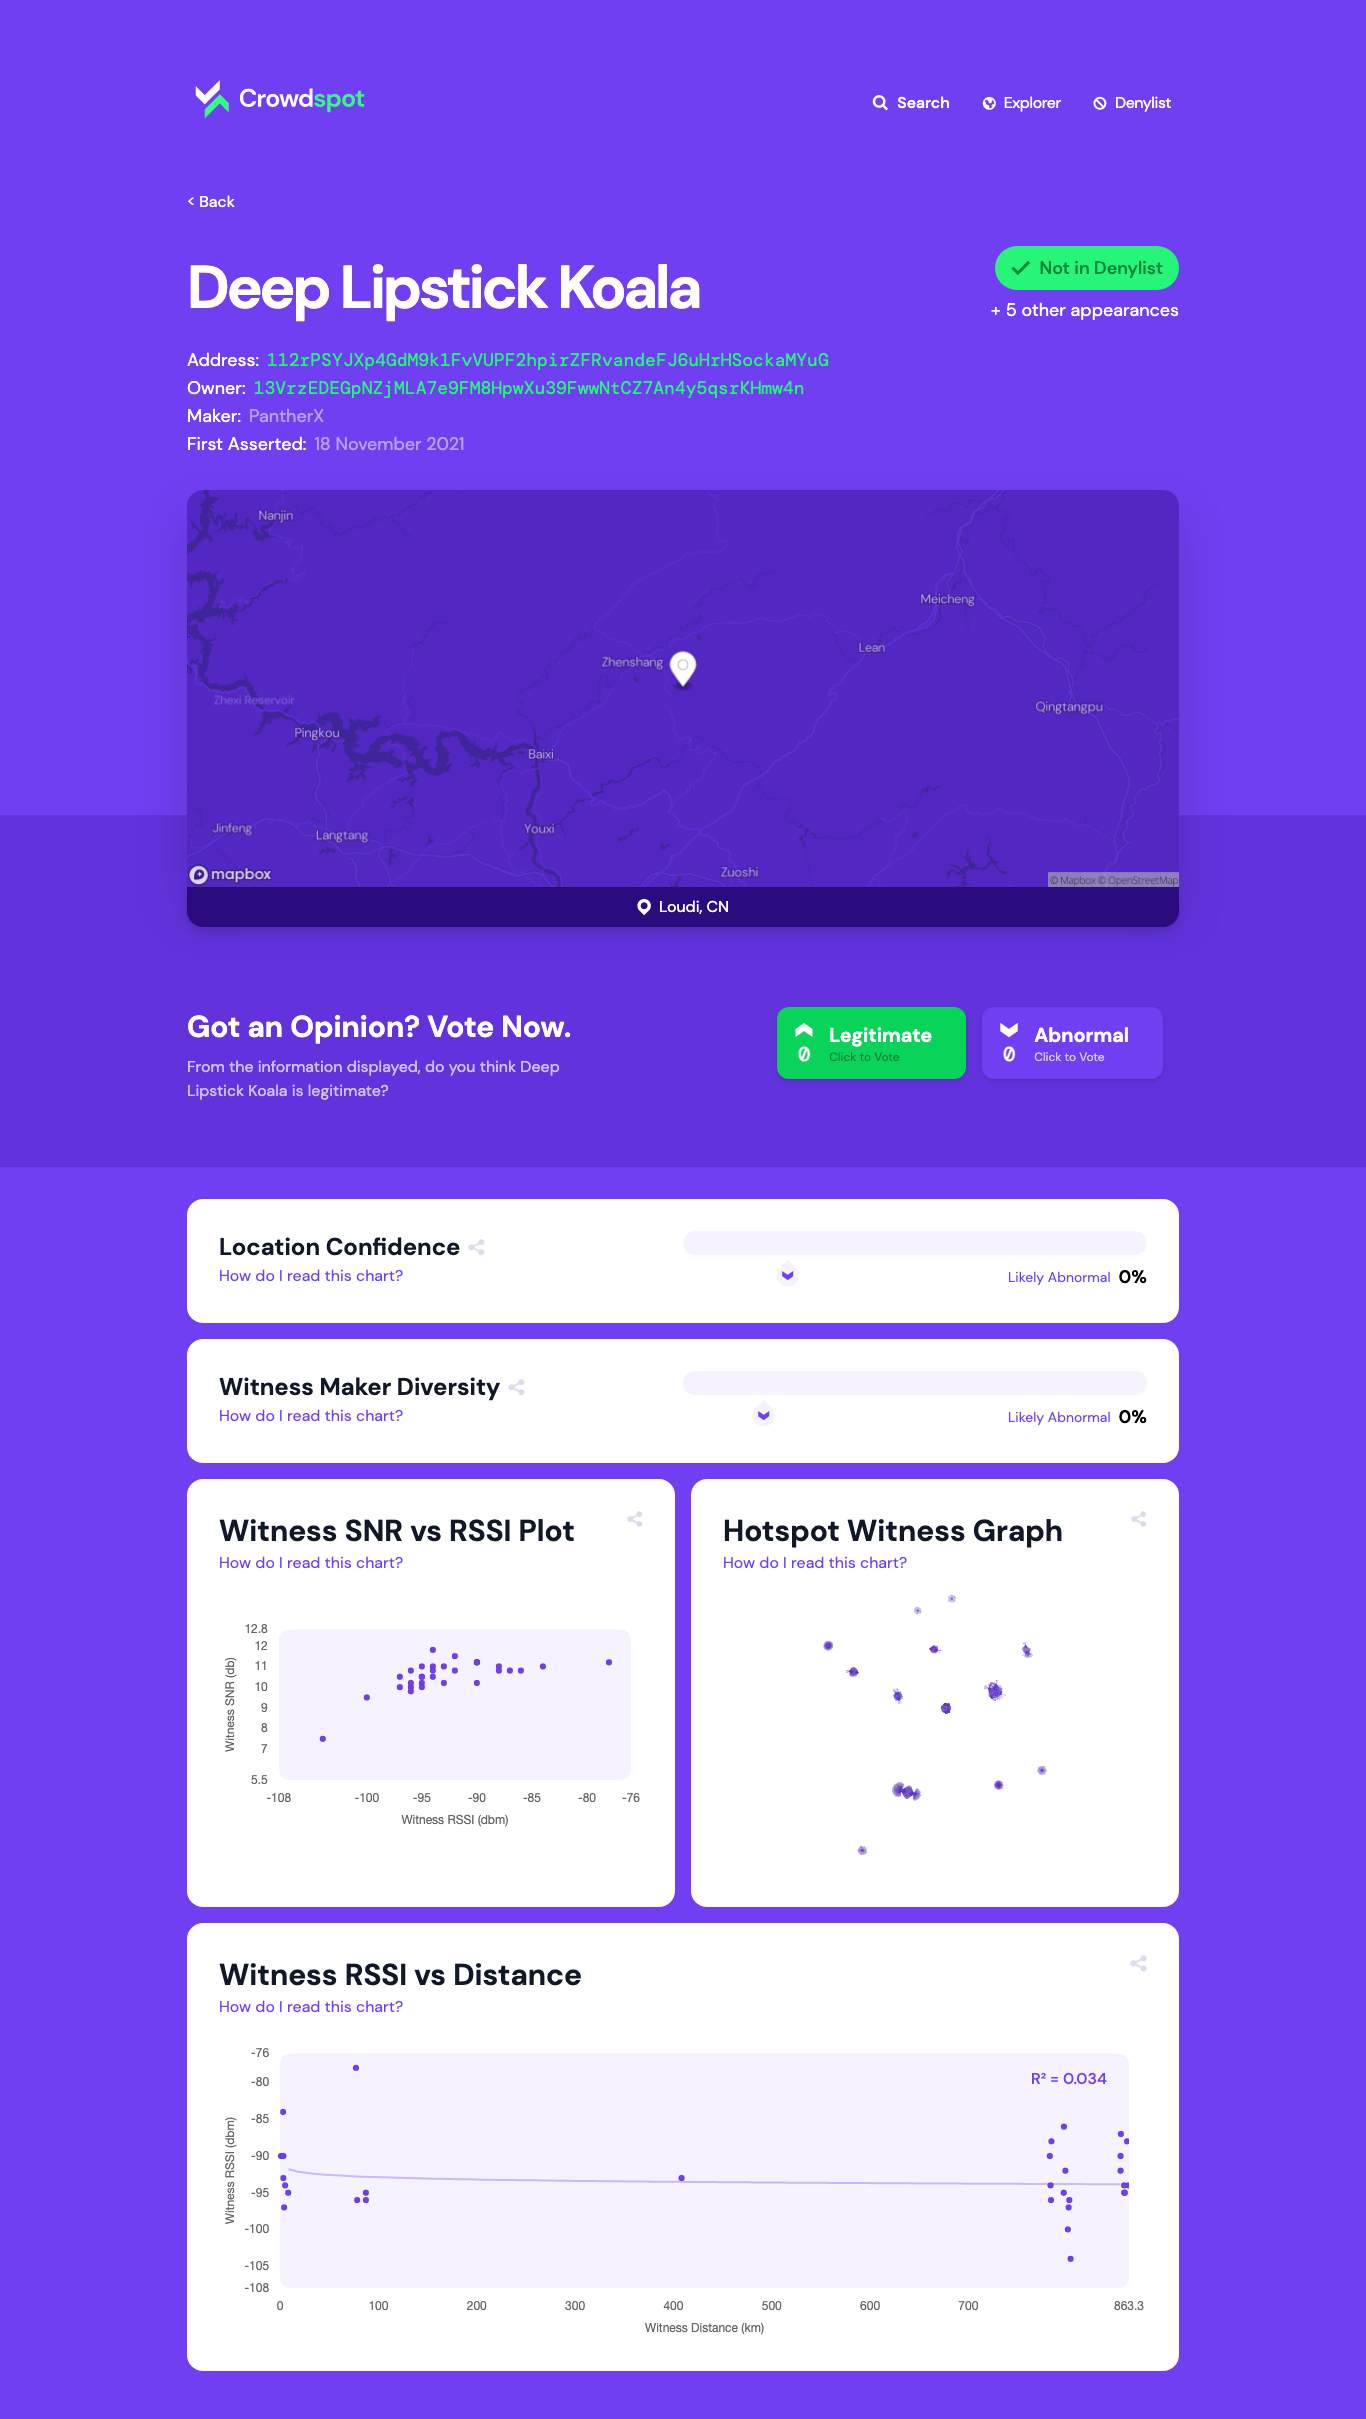 Crowdspot
Search
Explorer
Denylist
< Back
Deep Lipstick Koala
Not in Denylist
+ 5 other appearances
Address: 112rPSYJXp4GdM9k1FvVUPF2hpirZFRvandeFJ6uHrHSockaMYuG
Owner: 13VrzEDEGpNZjMLA7e9FM8HpwXu39FwwNtCZ7An4y5qsrKHmw4n
Maker: PantherX
First Asserted: 18 November 2021
Nanjin
Meicheng
Lean
Zhenshang
Zhexi Reservoir
Qingtangpu
Pingkou
Baixi
Jinfeng
Langtang
Youxi
Zuoshi
mapbox
© Mapbox © OpenStreetMap
Loudi, CN
Got an Opinion? Vote Now.
From the information displayed, do you think Deep
Lipstick Koala is legitimate?
0
Legitimate
Click to Vote
0
Abnormal
Click to Vote
Location Confidence
How do I read this chart?
Likely Abnormal 0%
Witness Maker Diversity
How do I read this chart?
Likely Abnormal 0%
Witness SNR vs RSSI Plot
How do I read this chart?
12.8
12
11
10
9
8
7
5.5
Witness SNR (db)
-108 -100 -95 -90 -85 -80 -76
Witness RSSI (dbm)
Hotspot Witness Graph
How do I read this chart?
Witness RSSI vs Distance
How do I read this chart?
-76
-80
-85
-90
-95
-100
-105
-108
Witness RSSI (dbm)
R² = 0.034
0 100 200 300 400 500 600 700 863.3
Witness Distance (km)